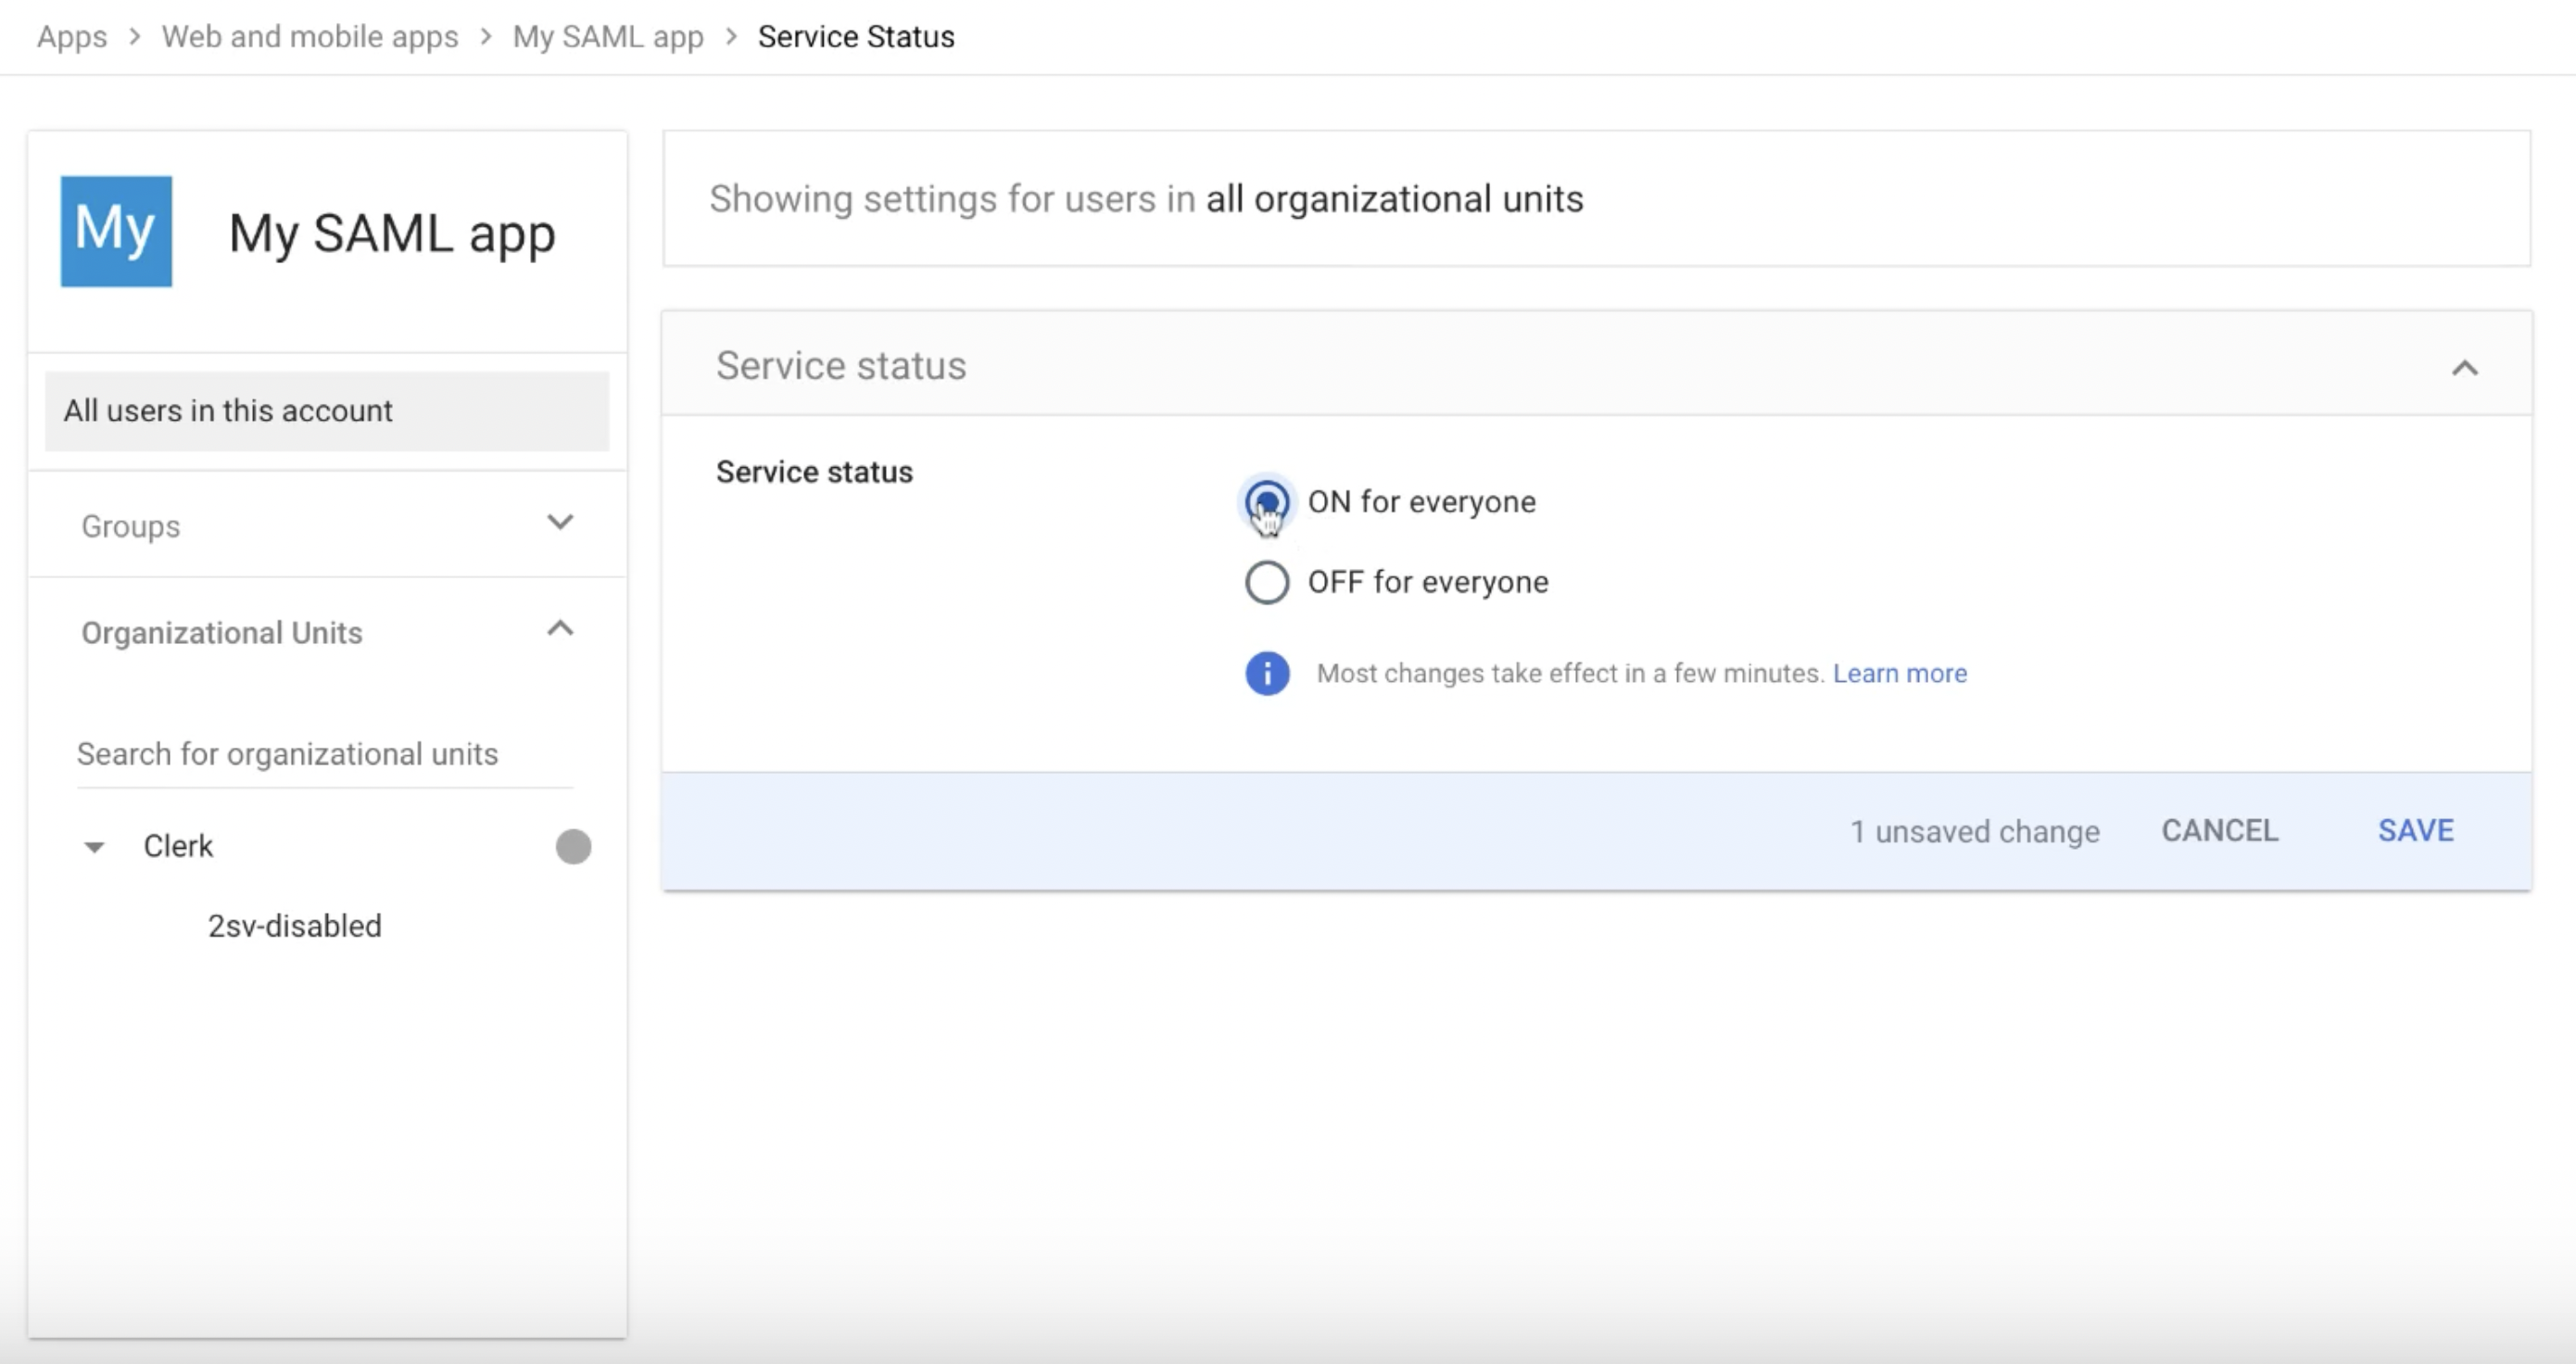 Apps > Web and mobile apps > My SAML app > Service Status
My
My SAML app
All users in this account
Groups
Organizational Units
Search for organizational units
Clerk
2sv-disabled
Showing settings for users in all organizational units
Service status
Service status
ON for everyone
OFF for everyone
i Most changes take effect in a few minutes. Learn more
1 unsaved change CANCEL SAVE